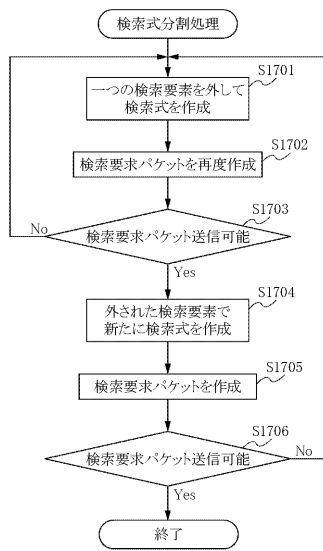 検索式分割処理
S1701
一つの検索要素を外して
検索式を作成
S1702
検索要求パケットを再度作成
S1703
No
検索要求パケット送信可能
Yes
S1704
外された検索要素で
新たに検索式を作成
S1705
検索要求パケットを作成
S1706
検索要求パケット送信可能
No
Yes
終了